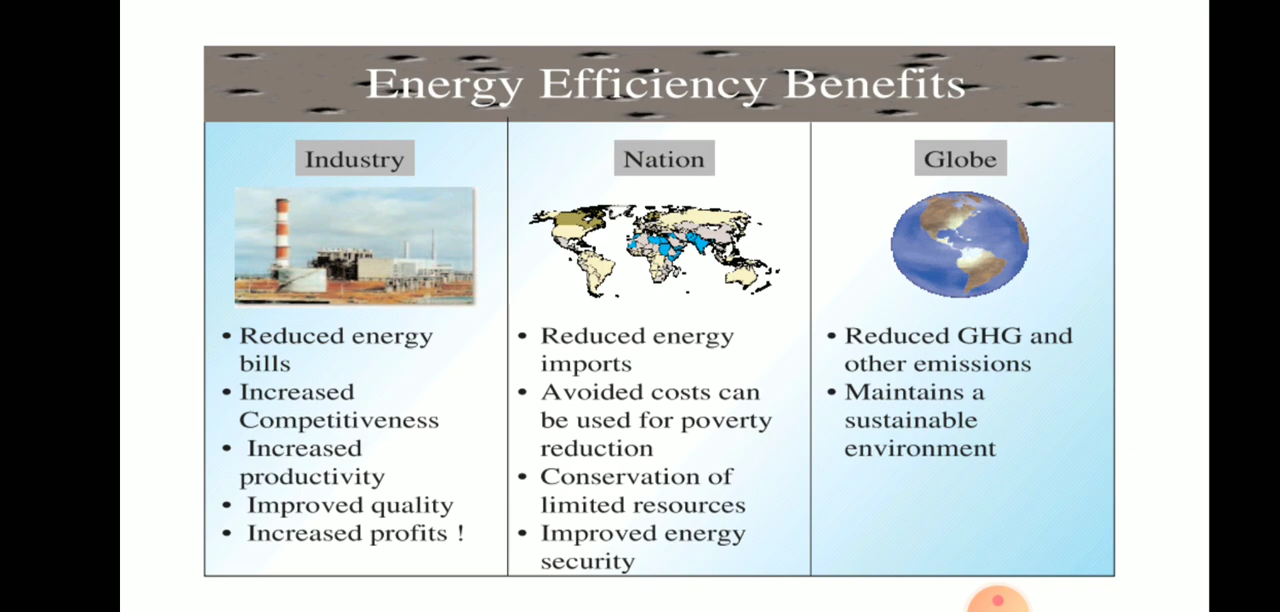 Energy Efficiency Benefits
Industry
• Reduced energy
bills
• Increased
Competitiveness
• Increased
productivity
• Improved quality
• Increased profits !
Nation
• Reduced energy
imports
• Avoided costs can
be used for poverty
reduction
• Conservation of
limited resources
• Improved energy
security
Globe
• Reduced GHG and
other emissions
• Maintains a
sustainable
environment